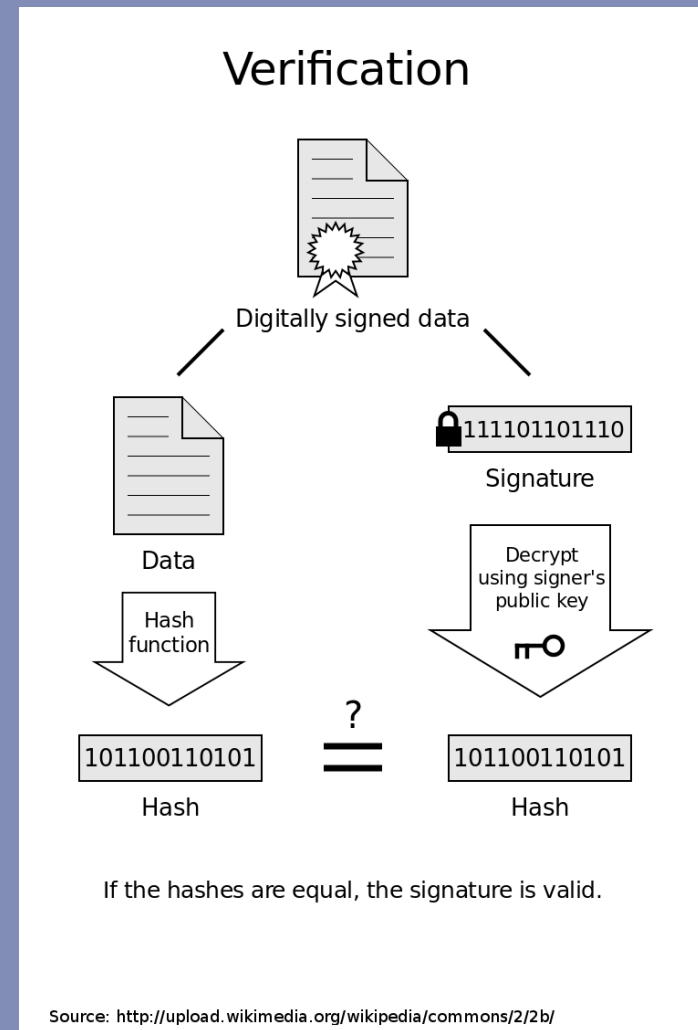 Verification
Digitally signed data
111101101110
Signature
Data
Decrypt
using signer's
public key
Hash
function
?
=
101100110101
101100110101
Hash
Hash
If the hashes are equal, the signature is valid.
Source: http://upload.wikimedia.org/wikipedia/commons/2/2b/